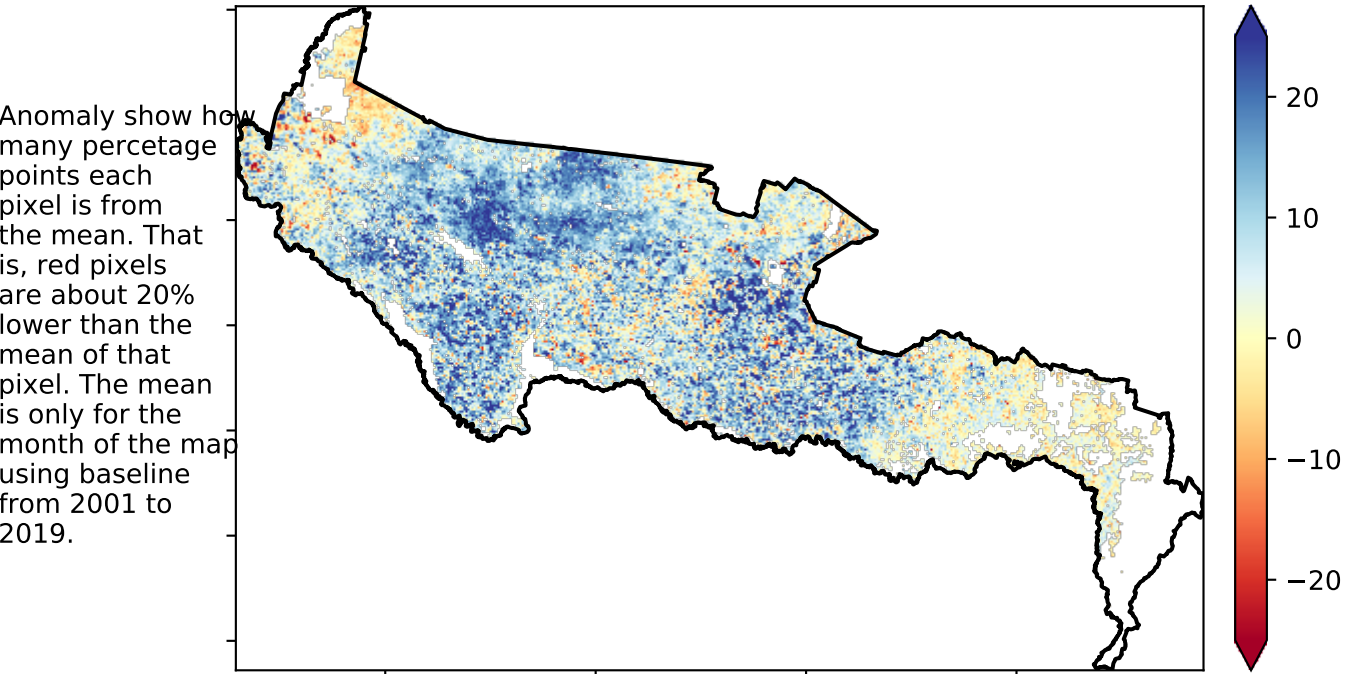 Anomaly show how
many percetage
points each
pixel is from
the mean. That
is, red pixels
are about 20%
lower than the
mean of that
pixel. The mean
is only for the
month of the map
using baseline
from 2001 to
2019.
20
10
0
−10
−20